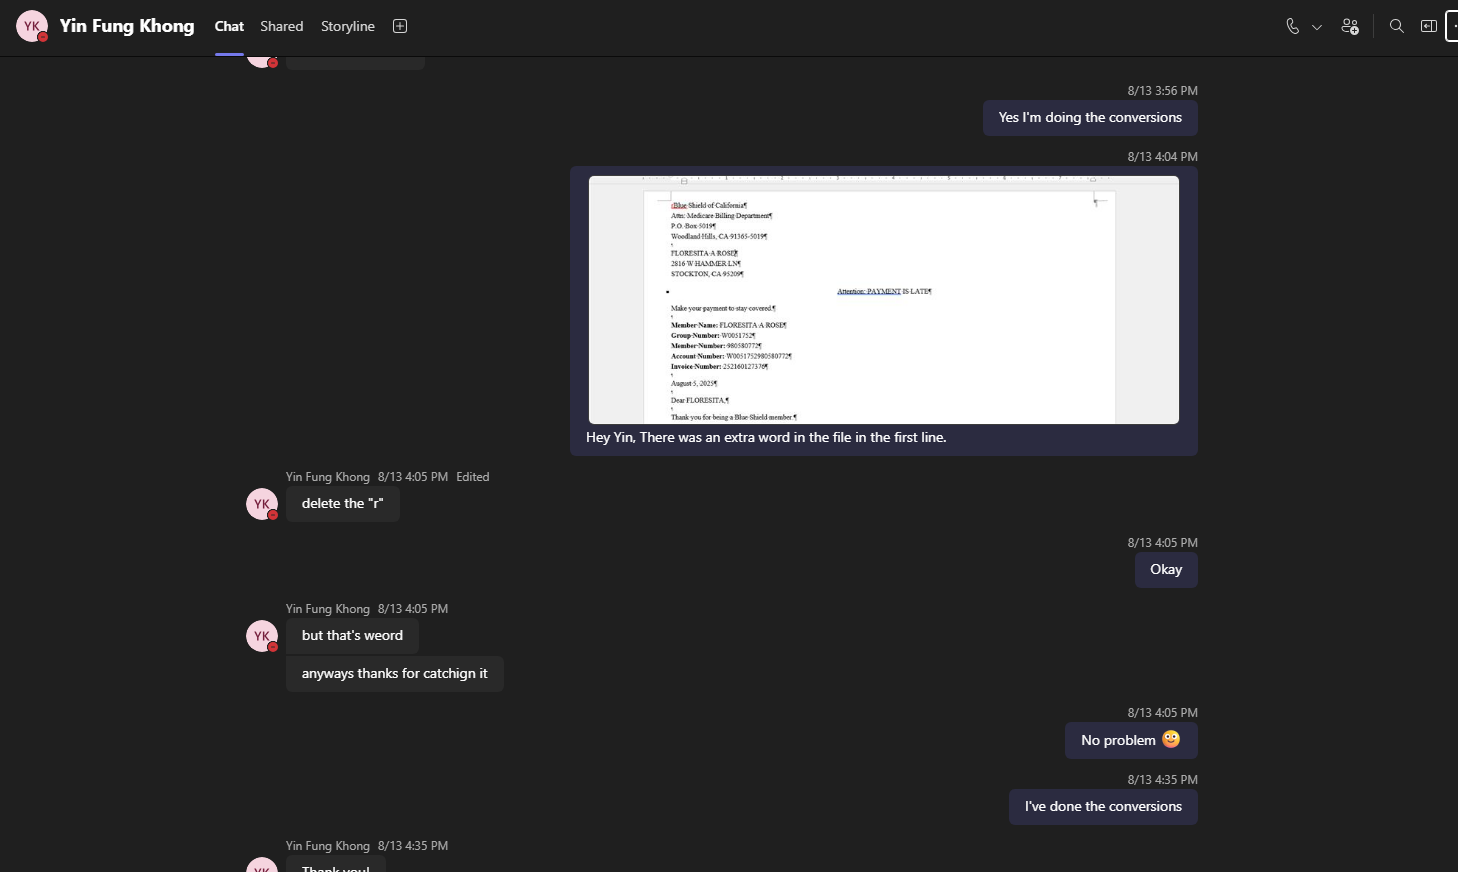 YK Yin Fung Khong Chat Shared Storyline
8/13 3:56 PM
Yes I'm doing the conversions
8/13 4:04 PM
rBlue Shield of California¶
Attn: Medicare Billing Department¶
P.O. Box 5019¶
Woodland Hills, CA 91365-5019¶
¶
FLORESITA A ROSE¶
2816 W HAMMER LN¶
STOCKTON, CA 95209¶
Attention: PAYMENT IS LATE¶
Make your payment to stay covered.¶
¶
Member Name: FLORESITA A ROSE¶
Group Number: W0051752¶
Member Number: 980580772¶
Account Number: W0051752980580772¶
Invoice Number: 252160127376¶
¶
August 5, 2025¶
¶
Dear FLORESITA,¶
¶
Thank you for being a Blue Shield member.¶
Hey Yin, There was an extra word in the file in the first line.
Yin Fung Khong 8/13 4:05 PM Edited
YK
delete the "r"
8/13 4:05 PM
Okay
Yin Fung Khong 8/13 4:05 PM
YK
but that's weord
anyways thanks for catchign it
8/13 4:05 PM
No problem
8/13 4:35 PM
I've done the conversions
Yin Fung Khong 8/13 4:35 PM
YK
Thank you!